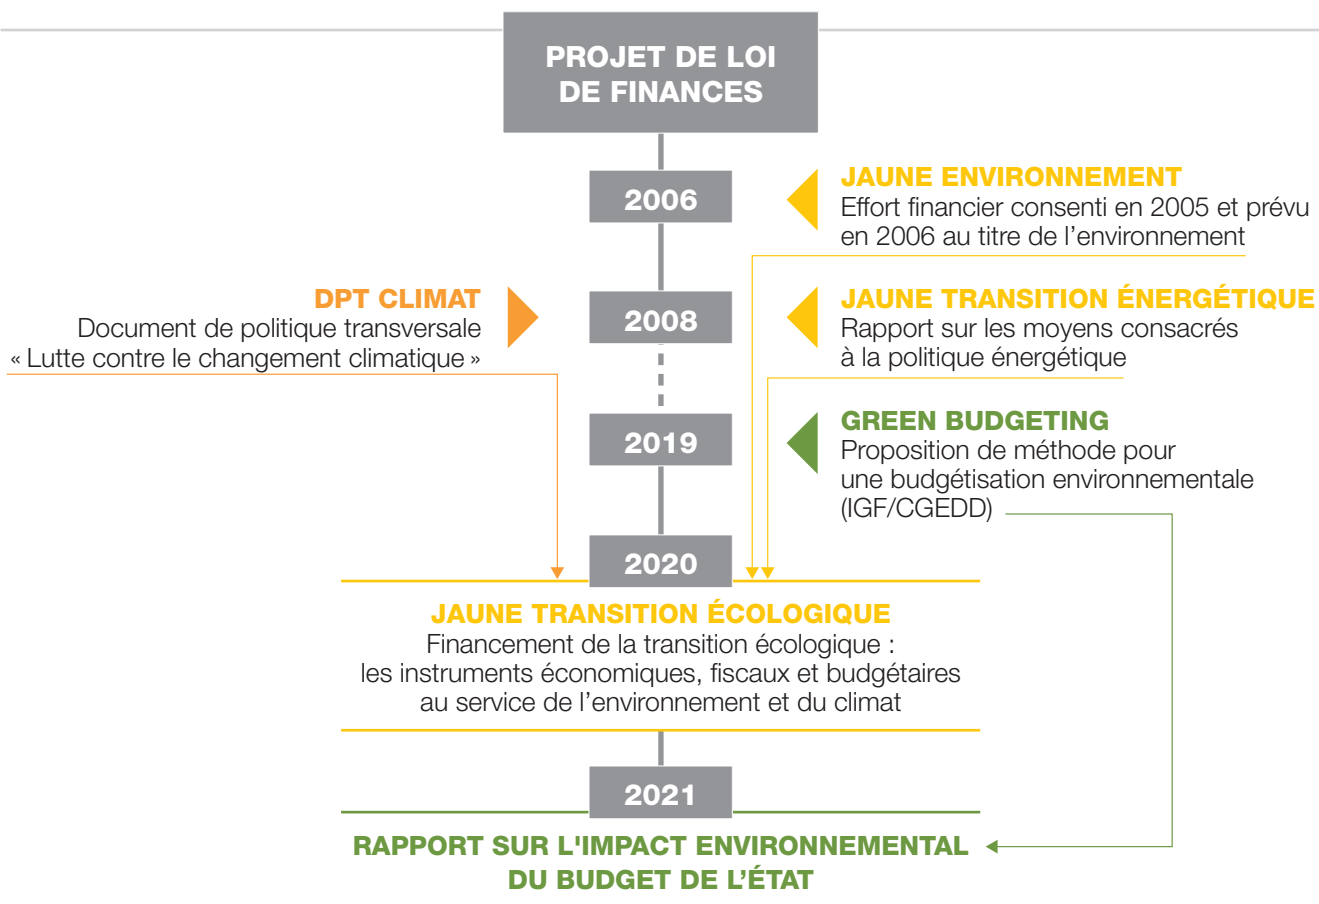 PROJET DE LOI
DE FINANCES
2006
JAUNE ENVIRONNEMENT
Effort financier consenti en 2005 et prévu
en 2006 au titre de l’environnement
DPT CLIMAT
Document de politique transversale
« Lutte contre le changement climatique »
2008
JAUNE TRANSITION ÉNERGÉTIQUE
Rapport sur les moyens consacrés
à la politique énergétique
2019
GREEN BUDGETING
Proposition de méthode pour
une budgétisation environnementale
(IGF/CGEDD)
2020
JAUNE TRANSITION ÉCOLOGIQUE
Financement de la transition écologique :
les instruments économiques, fiscaux et budgétaires
au service de l’environnement et du climat
2021
RAPPORT SUR L'IMPACT ENVIRONNEMENTAL
DU BUDGET DE L’ÉTAT